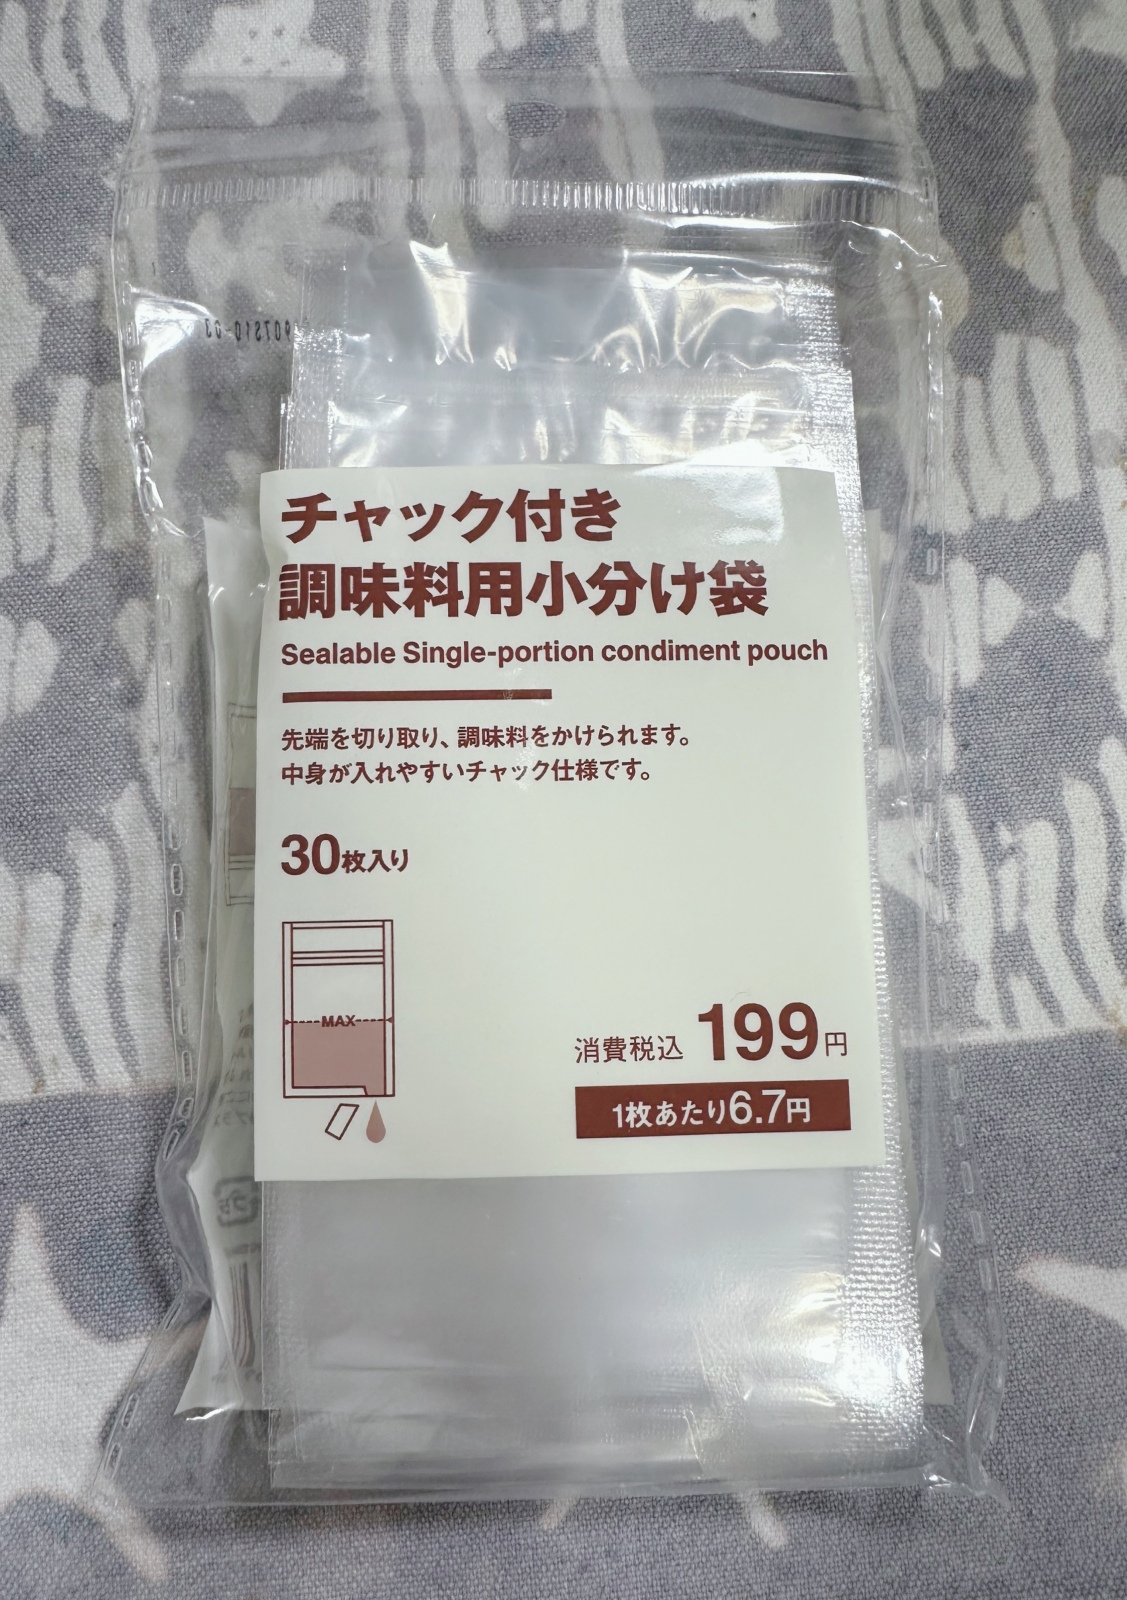 チャック付き
調味料用小分け袋
Sealable Single-portion condiment pouch
先端を切り取り、調味料をかけられます。
中身が入れやすいチャック仕様です。
30枚入り
MAX
消費税込 199円
1枚あたり6.7円